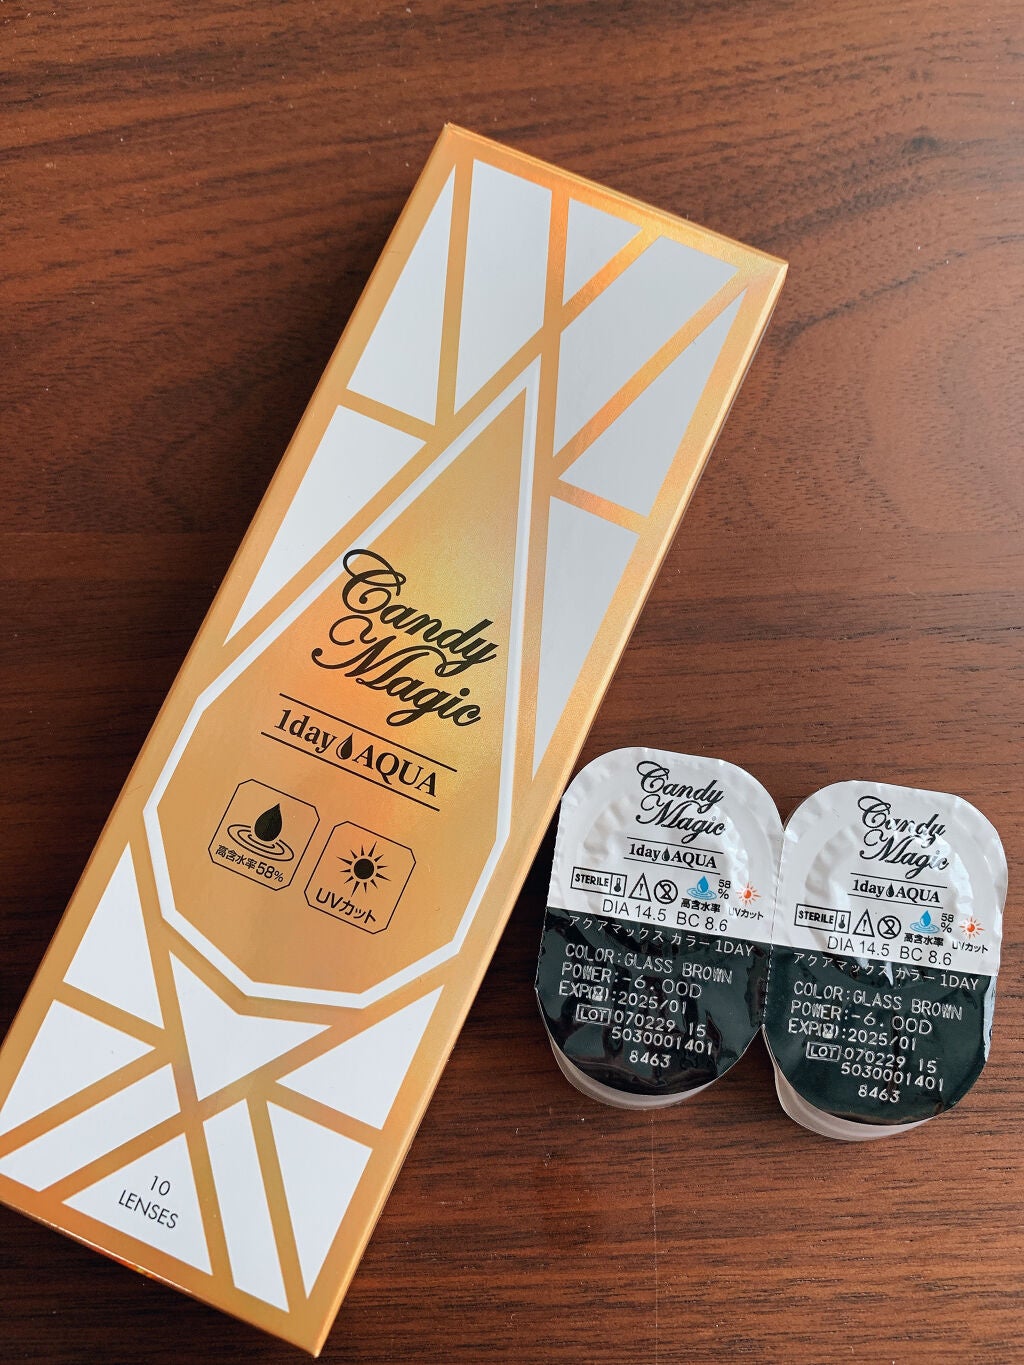 Candy
Magic
1day AQUA
高含水率58%
UVカット
10
LENSES
Candy
Magic
1day AQUA
STERILE
58
%
高含水率
UVカット
DIA 14.5 BC 8.6
アクアマックス カラー 1DAY
COLOR:GLASS BROWN
POWER:-6.00D
EXP:2025/01
LOT 070229 15
5030001401
8463
Candy
Magic
1day AQUA
STERILE
58
%
高含水率
UVカット
DIA 14.5 BC 8.6
アクアマックス カラー 1DAY
COLOR:GLASS BROWN
POWER:-6.00D
EXP:2025/01
LOT 070229 15
5030001401
8463